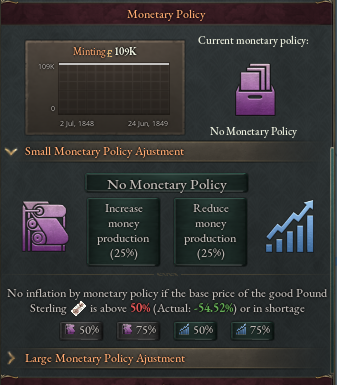 Monetary Policy
Minting: 109K
Current monetary policy:
109K
0
2 Jul, 1848
24 Jun, 1849
No Monetary Policy
Small Monetary Policy Ajustment
No Monetary Policy
Increase
money
production
(25%)
Reduce
money
production
(25%)
No inflation by monetary policy if the base price of the good Pound
Sterling is above 50% (Actual: -54.52%) or in shortage
50%
75%
50%
75%
Large Monetary Policy Ajustment